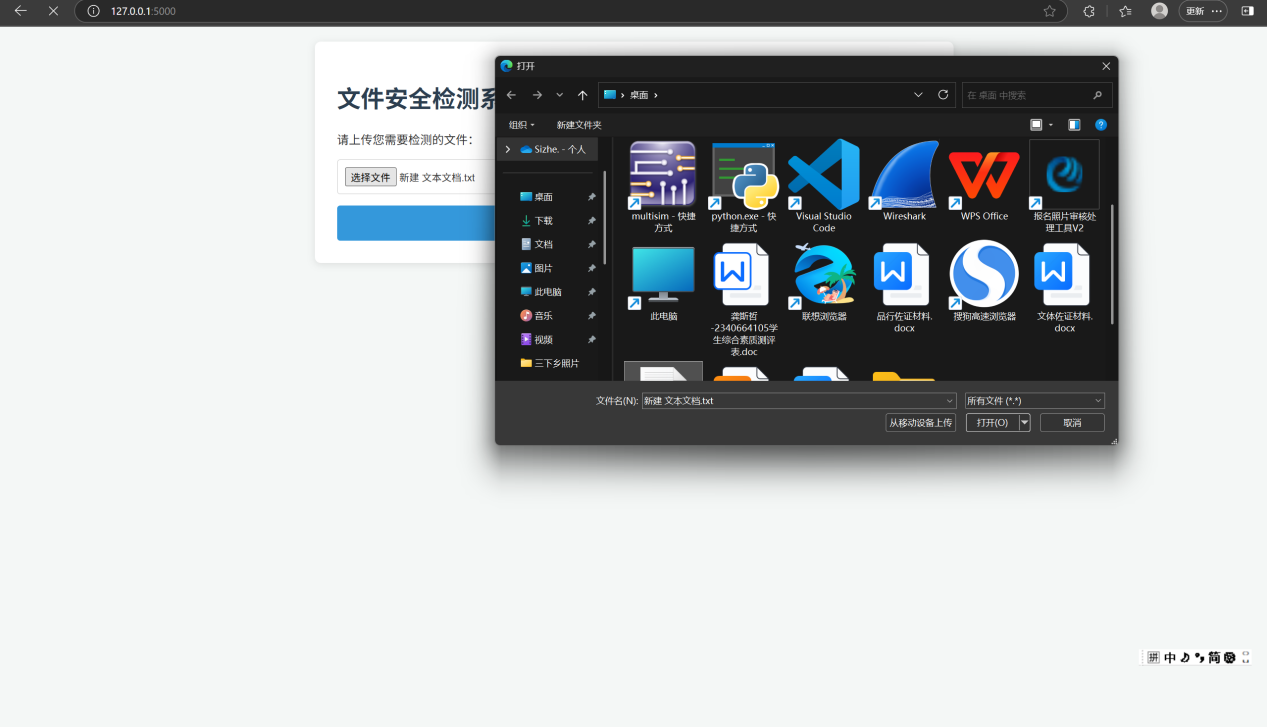 127.0.0.1:5000
更新
文件安全检测系
请上传您需要检测的文件：
选择文件 新建 文本文档.txt
打开
桌面
在 桌面 中搜索
组织
新建文件夹
Sizhe. - 个人
桌面
下载
文档
图片
此电脑
音乐
视频
三下乡照片
multisim - 快捷
方式
python.exe - 快
捷方式
Visual Studio
Code
Wireshark
WPS Office
报名照片审核处
理工具V2
此电脑
龚斯哲
-2340664105学
生综合素质测评
表.doc
联想浏览器
品行佐证材料.
docx
搜狗高速浏览器
文体佐证材料.
docx
文件名(N):
新建 文本文档.txt
所有文件 (*.*)
从移动设备上传
打开(O)
取消
拼 中 简